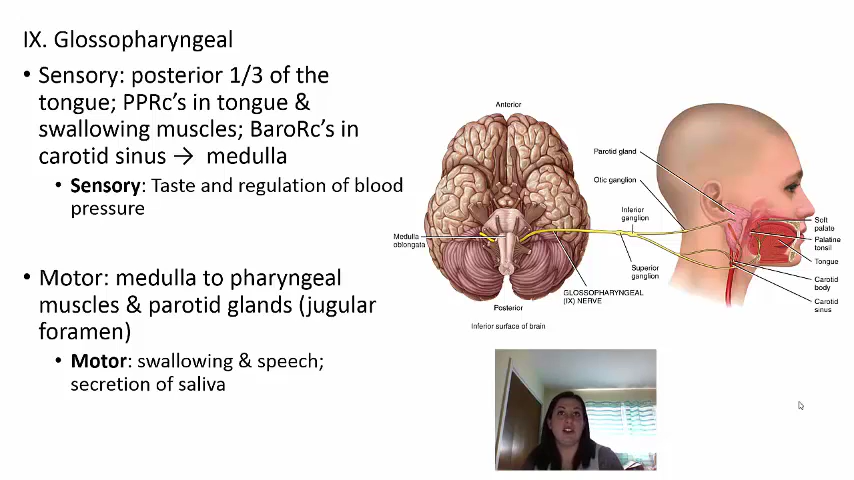 IX. Glossopharyngeal
• Sensory: posterior 1/3 of the
tongue; PPRc's in tongue &
swallowing muscles; BaroRc's in
carotid sinus → medulla
• Sensory: Taste and regulation of blood
pressure
• Motor: medulla to pharyngeal
muscles & parotid glands (jugular
foramen)
• Motor: swallowing & speech;
secretion of saliva
Anterior
Parotid gland
Otic ganglion
Inferior
ganglion
Medulla
oblongata
Superior
ganglion
GLOSSOPHARYNGEAL
(IX) NERVE
Posterior
Inferior surface of brain
Soft
palate
Palatine
tonsil
Tongue
Carotid
body
Carotid
sinus